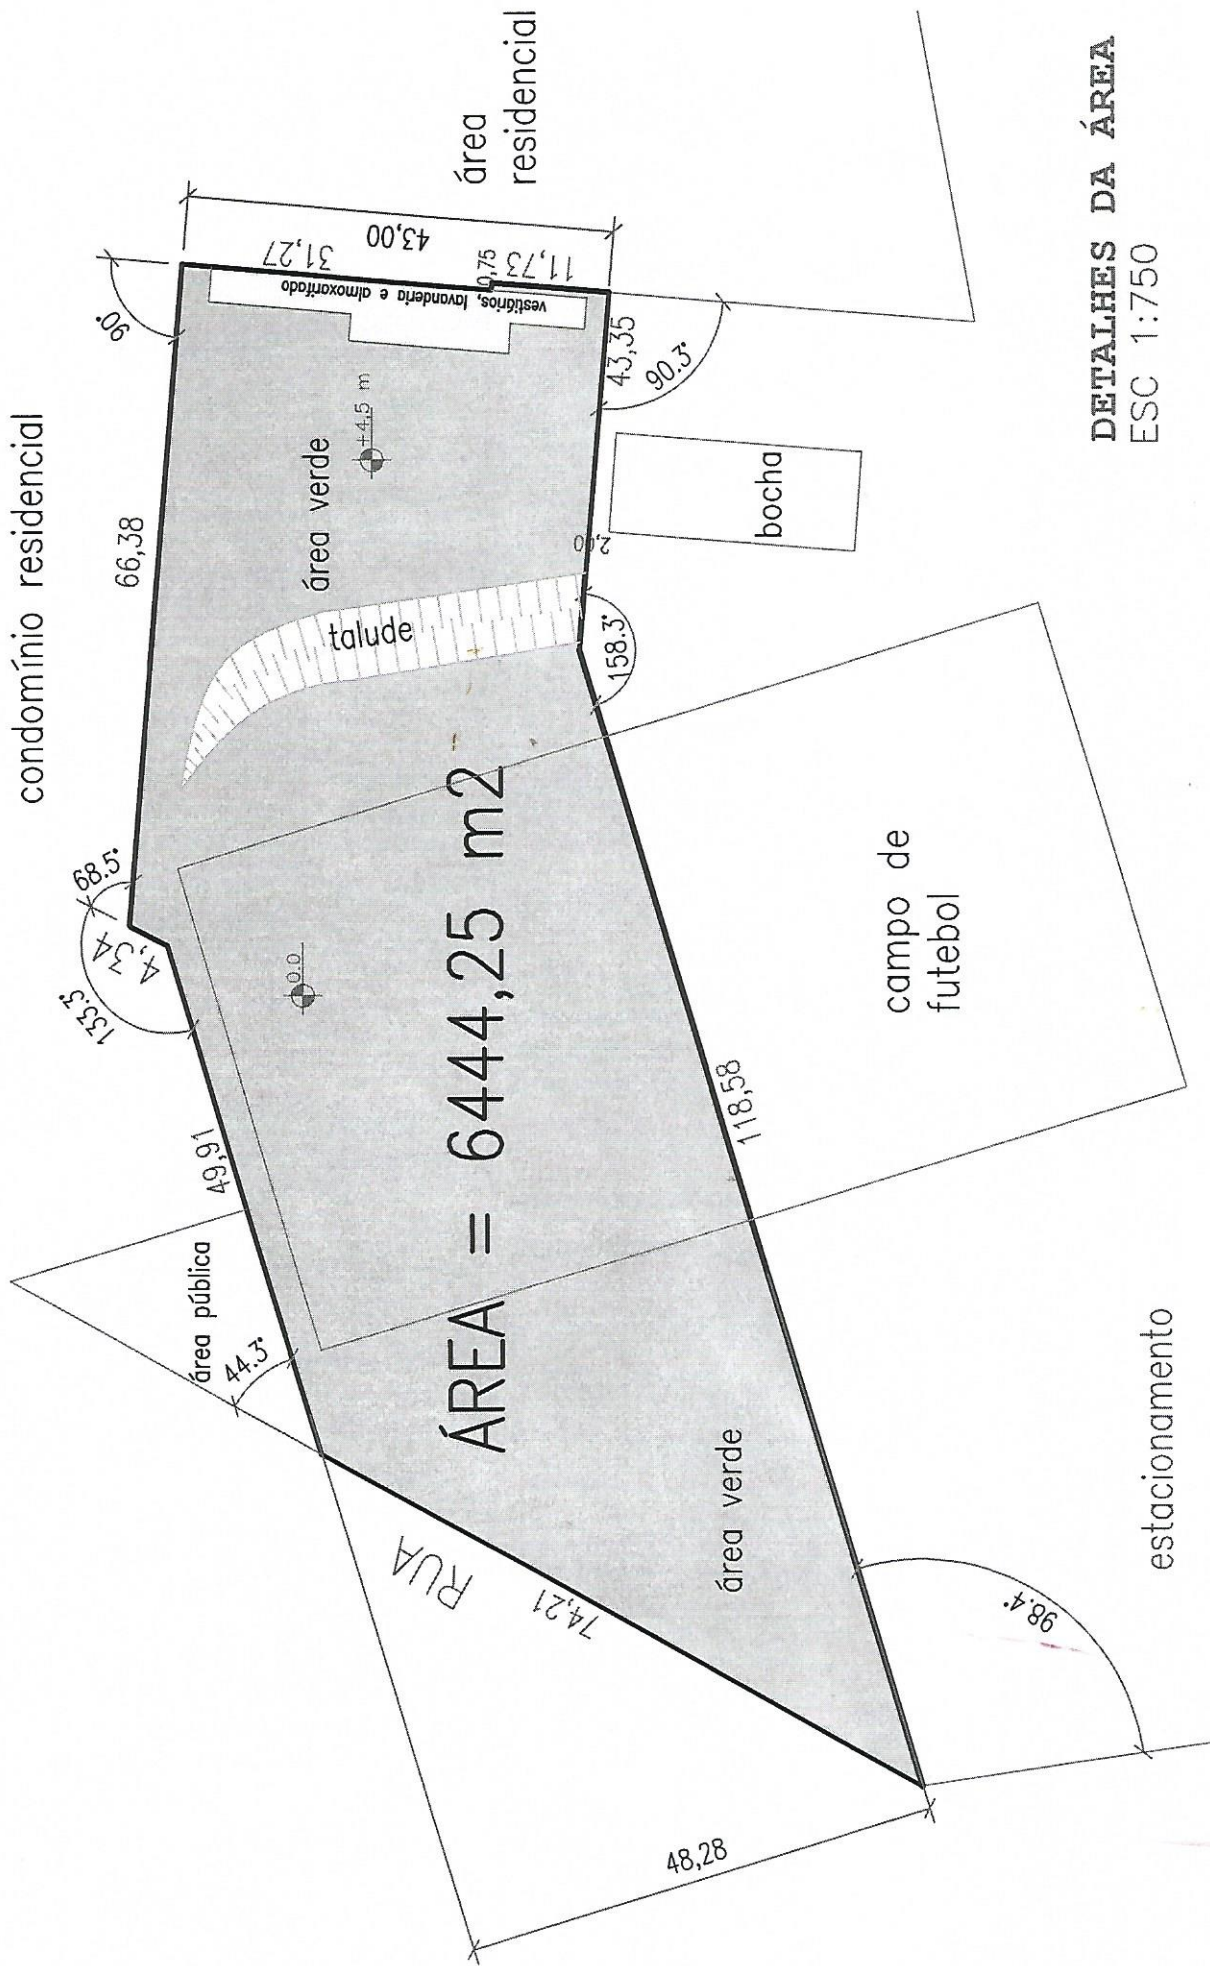 condomínio residencial
66,38
90°
68.5°
4,34
133.3°
49,91
área pública
44.3°
RUA
74,21
48,28
ÁREA = 6444,25 m2
0.0
talude
área verde
+4,5 m
vestiários, lavanderia e almoxarifado
31,27
43,00
0,75
11,73
área
residencial
43,35
90.3°
2,00
158.3°
bocha
118,58
campo de
futebol
área verde
98.4°
estacionamento
DETALHES DA ÁREA
ESC 1:750